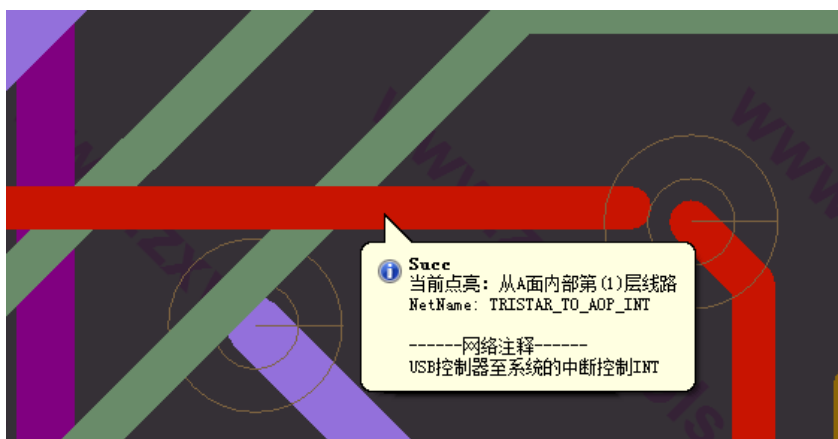 Succ
当前点亮: 从A面内部第(1)层线路
NetName: TRISTAR_TO_AOP_INT
------网络注释------
USB控制器至系统的中断控制INT